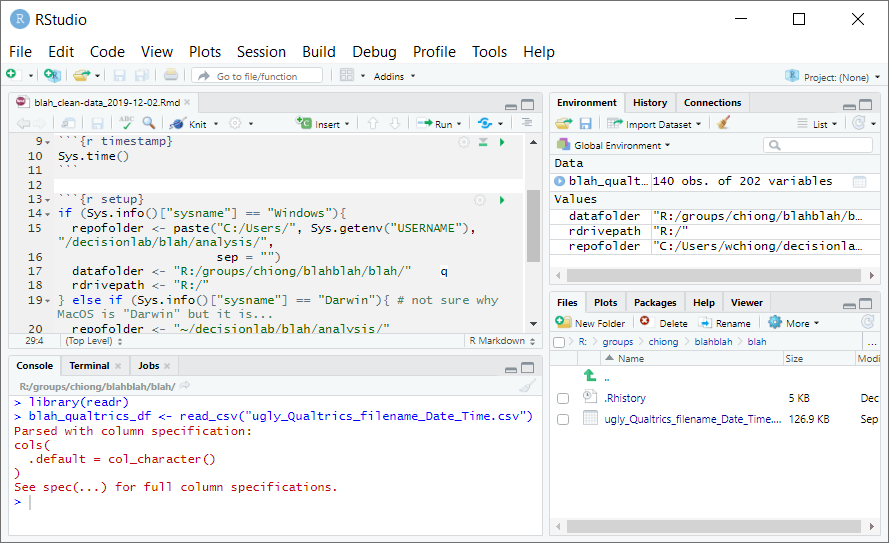 RStudio
File Edit Code View Plots Session Build Debug Profile Tools Help
Go to file/function Addins Project: (None)
blah_clean-data_2019-12-02.Rmd
ABC Knit Insert Run
9 ```{r timestamp}
10 Sys.time()
11 ```
12
13 ```{r setup}
14 if (Sys.info()["sysname"] == "Windows"){
15 repofolder <- paste("C:/Users/", Sys.getenv("USERNAME"),
"/decisionlab/blah/analysis/",
16 sep = "")
17 datafolder <- "R:/groups/chiong/blahblah/blah/" q
18 rdrivepath <- "R:/"
19 } else if (Sys.info()["sysname"] == "Darwin"){ # not sure why
MacOS is "Darwin" but it is...
20 repofolder <- "~/decisionlab/blah/analysis/"
29:4 (Top Level) R Markdown
Console Terminal Jobs
R:/groups/chiong/blahblah/blah/
> library(readr)
> blah_qualtrics_df <- read_csv("ugly_Qualtrics_filename_Date_Time.csv")
Parsed with column specification:
cols(
.default = col_character()
)
See spec(...) for full column specifications.
>
Environment History Connections
Import Dataset List
Global Environment
Data
blah_qualt... 140 obs. of 202 variables
Values
datafolder "R:/groups/chiong/blahblah/b...
rdrivepath "R:/"
repofolder "C:/Users/wchiong/decisionla...
Files Plots Packages Help Viewer
New Folder Delete Rename More
R: groups chiong blahblah blah ...
Name Size Modi
..
.Rhistory 5 KB Dec
ugly_Qualtrics_filename_Date_Time.... 126.9 KB Sep